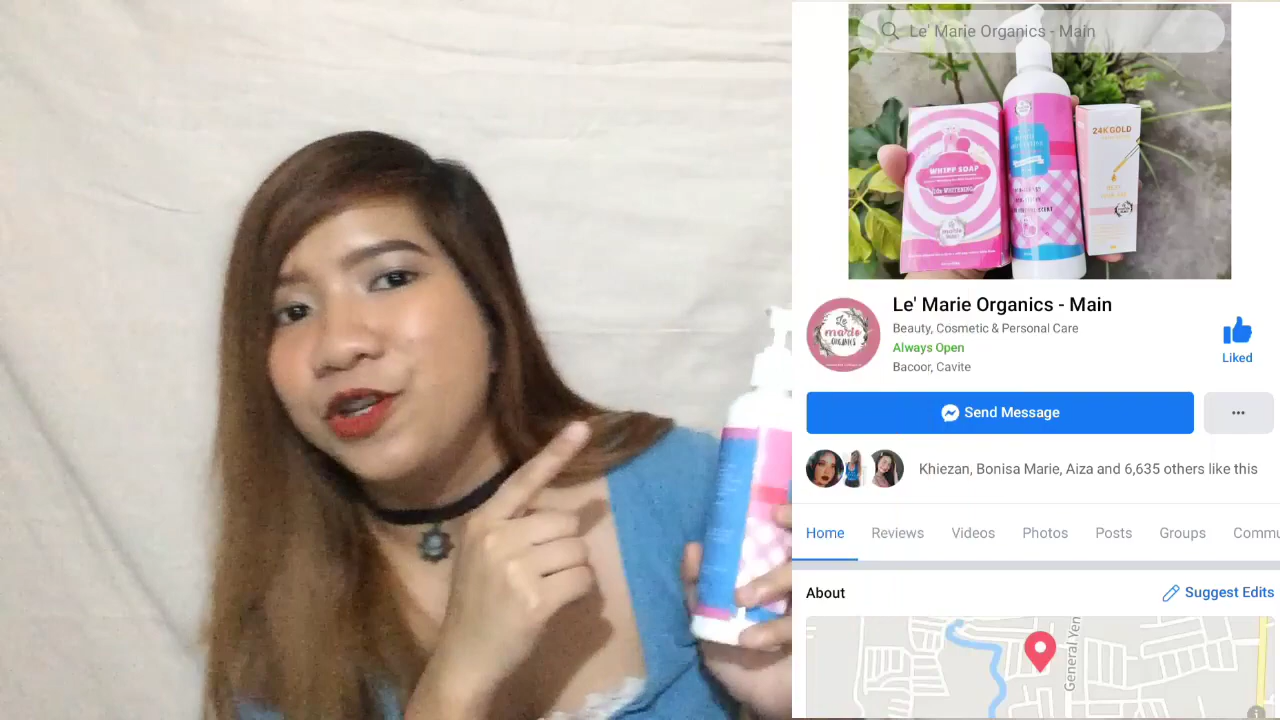 Le' Marie Organics - Main
WHIPP SOAP
10x WHITENING
24K GOLD
Le' Marie Organics - Main
Beauty, Cosmetic & Personal Care
Always Open
Bacoor, Cavite
Liked
Send Message
Khiezan, Bonisa Marie, Aiza and 6,635 others like this
Home
Reviews
Videos
Photos
Posts
Groups
Commu
About
Suggest Edits
General Yen